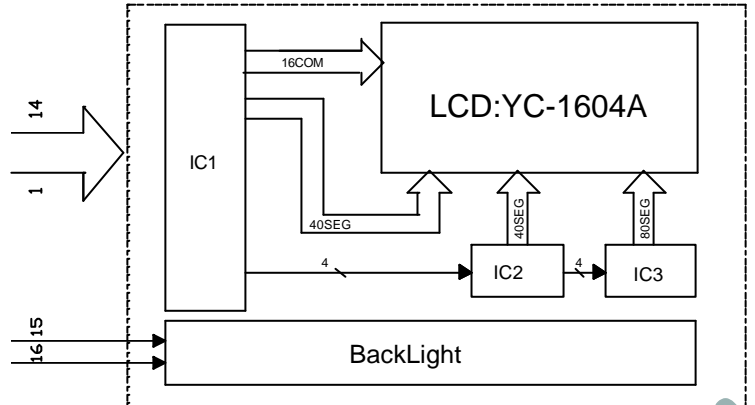 14
1
IC1
16COM
LCD:YC-1604A
40SEG
40SEG
80SEG
4
IC2
4
IC3
15
16
BackLight